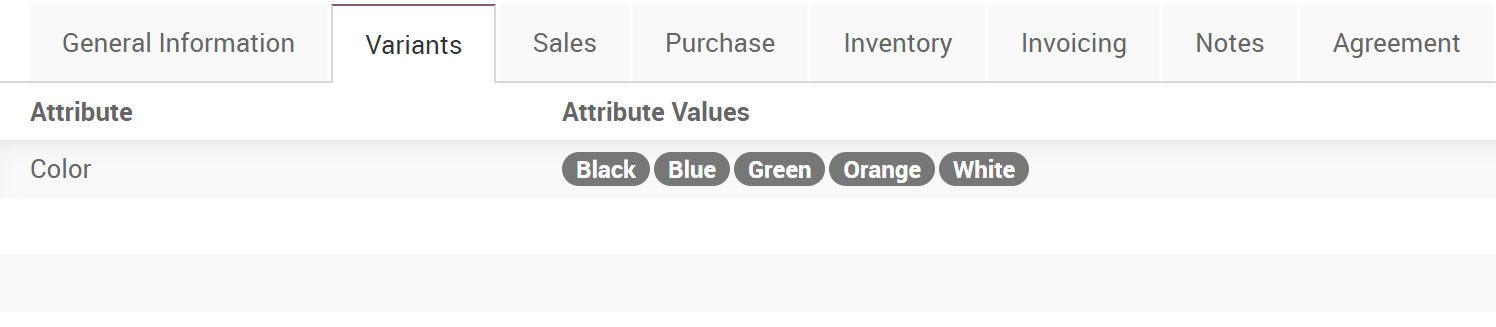 General Information Variants Sales Purchase Inventory Invoicing Notes Agreement
Attribute Attribute Values
Color Black Blue Green Orange White